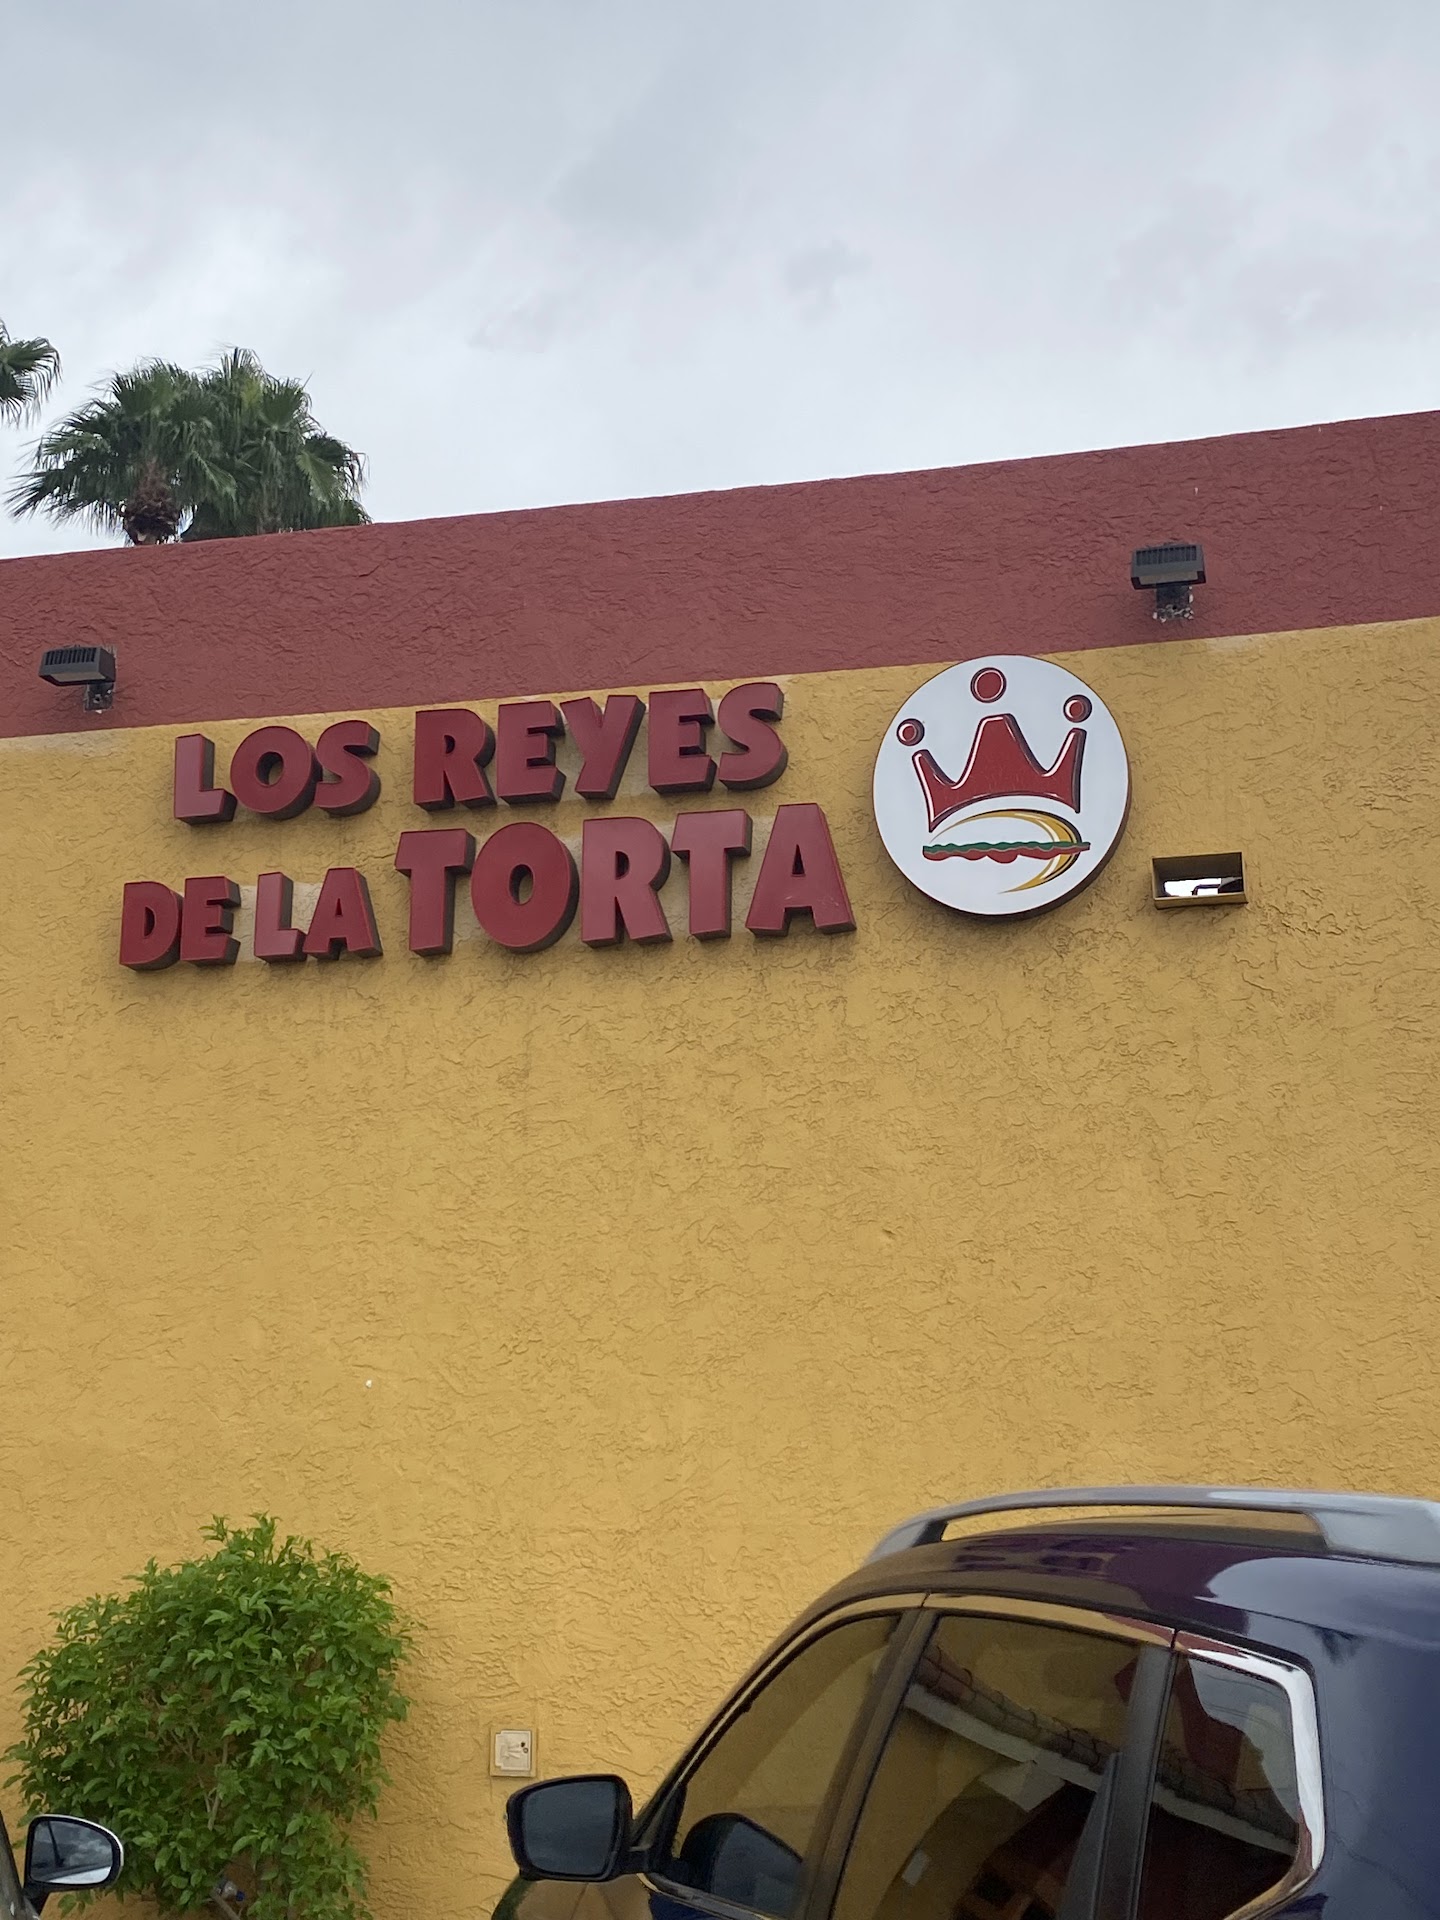 LOS REYES
DE LA TORTA